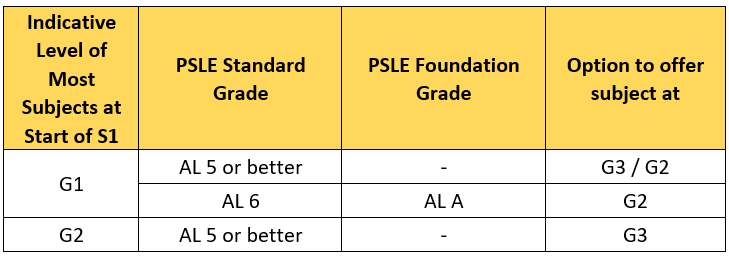 Indicative
Level of
Most
Subjects at
Start of S1
PSLE Standard
Grade
PSLE Foundation
Grade
Option to offer
subject at
G1
AL 5 or better
-
G3 / G2
AL 6
AL A
G2
G2
AL 5 or better
-
G3